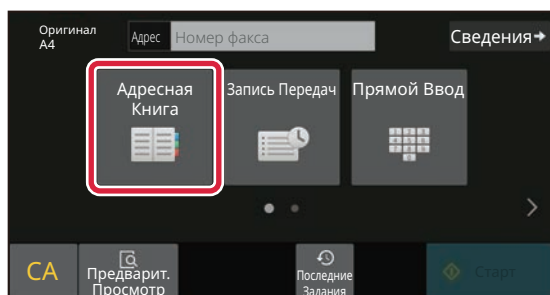 Оригинал
A4
Адрес Номер факса
Сведения
Адресная
Книга
Запись Передач
Прямой Ввод
CA
Предварит.
Просмотр
Последние
Задания
Старт